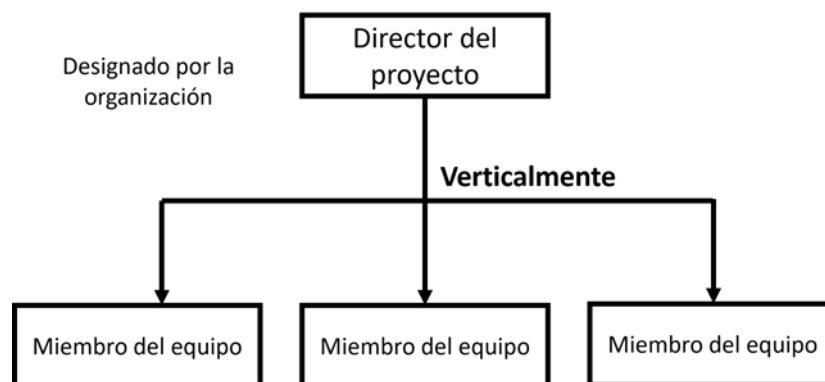 Director del
proyecto
Designado por la
organización
Verticalmente
Miembro del equipo
Miembro del equipo
Miembro del equipo